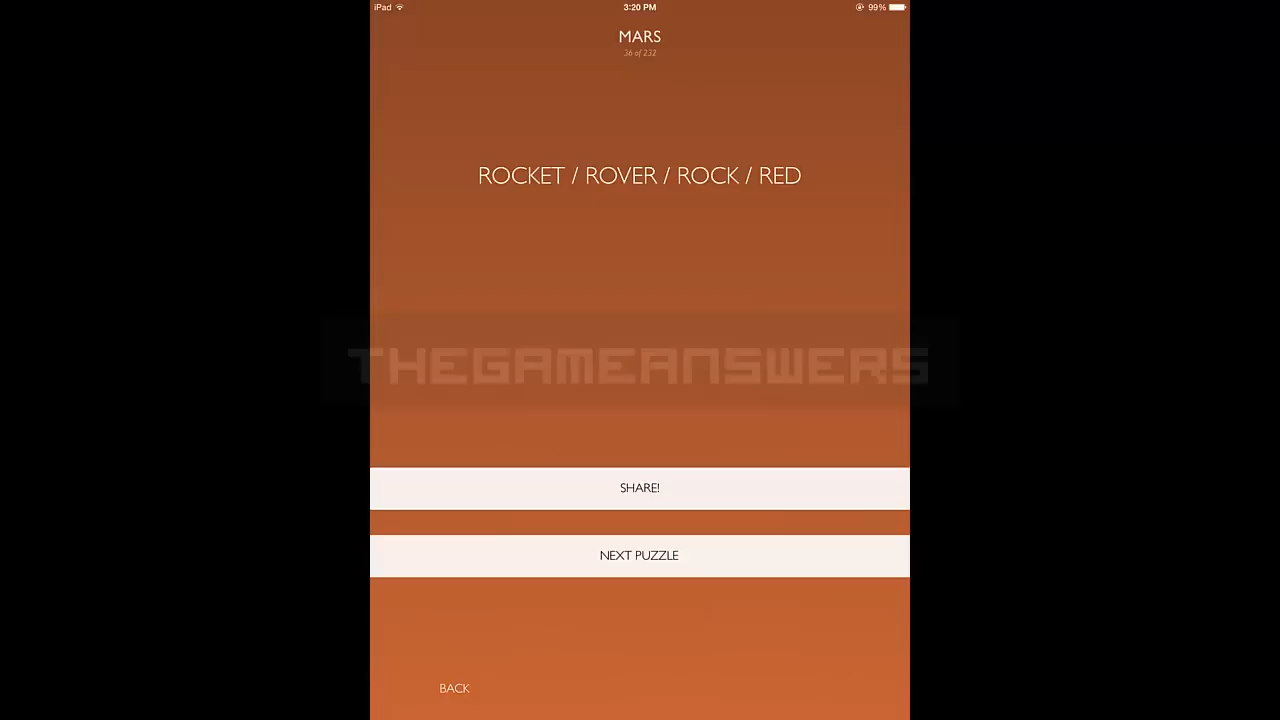 iPad 3:20 PM 99%
MARS
36 of 232
ROCKET / ROVER / ROCK / RED
THEGAMEANSWERS
SHARE!
NEXT PUZZLE
BACK